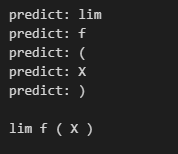 predict: lim
predict: f
predict: (
predict: X
predict: )
lim f ( X )